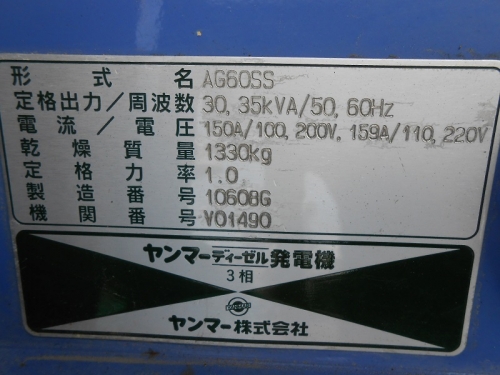 形式名 AG60SS
定格出力／周波数 30,35kVA/50,60Hz
電流／電圧 150A/100,200V,159A/110,220V
乾燥質量 1330kg
定格力率 1.0
製造番号 10608G
機関番号 V01490
ヤンマーディーゼル発電機
3相
ヤンマー株式会社